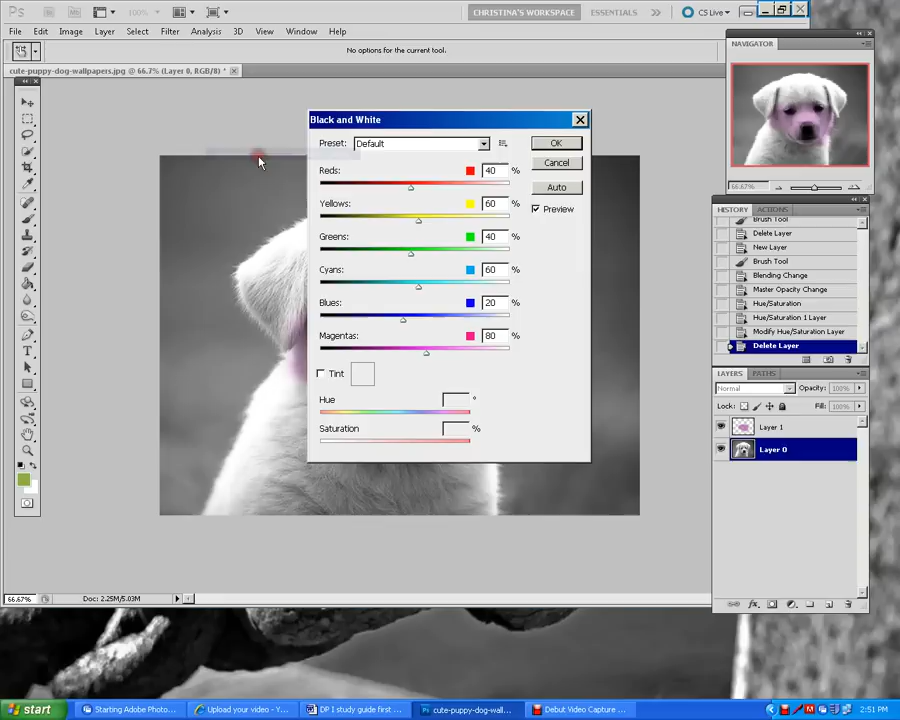 Ps Mb 100% CHRISTINA'S WORKSPACE ESSENTIALS CS Live
File Edit Image Layer Select Filter Analysis 3D View Window Help
No options for the current tool.
cute-puppy-dog-wallpapers.jpg @ 66.7% (Layer 0, RGB/8) *
NAVIGATOR
66.67%
Black and White
Preset: Default
OK
Cancel
Auto
Preview
Reds: 40 %
Yellows: 60 %
Greens: 40 %
Cyans: 60 %
Blues: 20 %
Magentas: 80 %
Tint
Hue °
Saturation %
HISTORY ACTIONS
Brush Tool
Delete Layer
New Layer
Brush Tool
Blending Change
Master Opacity Change
Hue/Saturation
Hue/Saturation 1 Layer
Modify Hue/Saturation Layer
Delete Layer
LAYERS PATHS
Normal Opacity:
Lock: Fill:
Layer 1
Layer 0
66.67% Doc: 2.25M/5.03M
start Starting Adobe Photo... Upload your video - Y... DP I study guide first ... cute-puppy-dog-wall... Debut Video Capture ... 2:51 PM